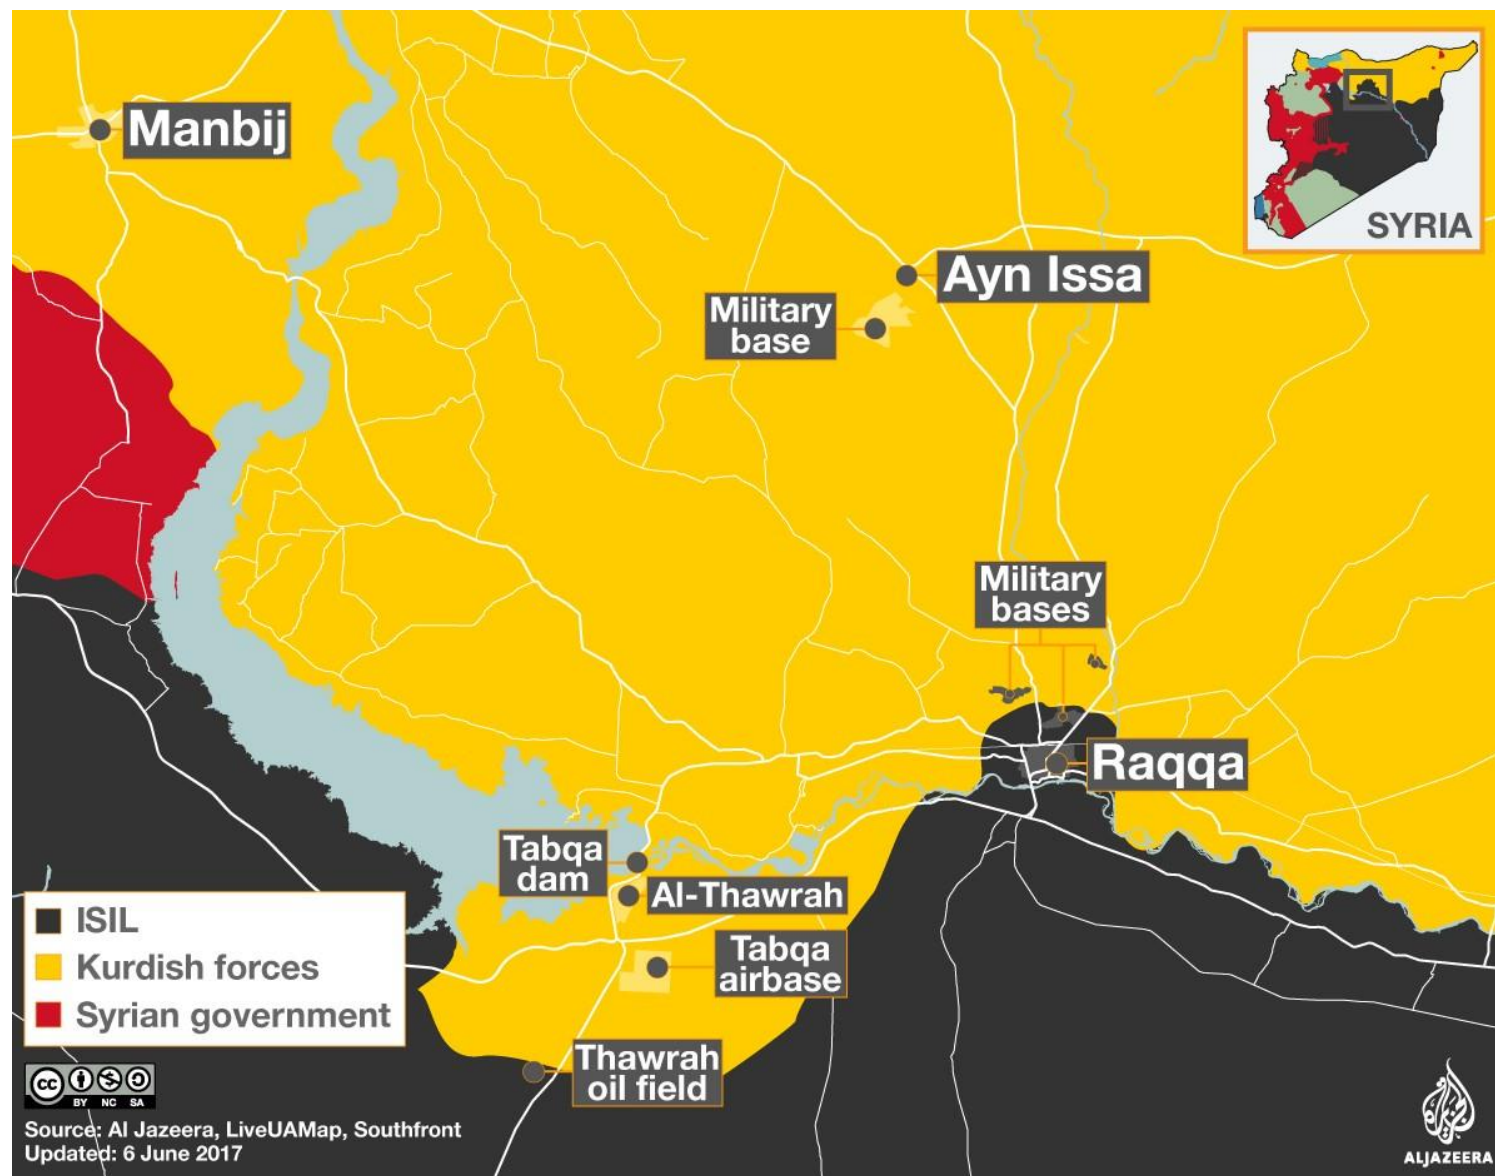 Manbij
SYRIA
Ayn Issa
Military
base
Military
bases
Raqqa
Tabqa
dam
Al-Thawrah
Tabqa
airbase
Thawrah
oil field
ISIL
Kurdish forces
Syrian government
cc
BY NC SA
Source: Al Jazeera, LiveUAMap, Southfront
Updated: 6 June 2017
ALJAZEERA